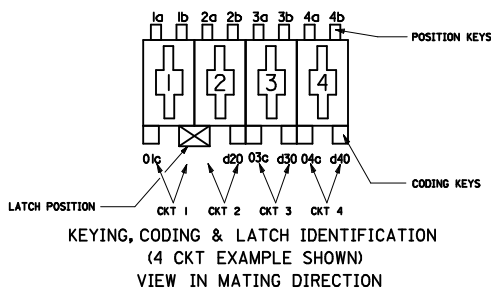 1a 1b 2a 2b 3a 3b 4a 4b
POSITION KEYS
1 2 3 4
01c d20 03c d30 04c d40
CODING KEYS
LATCH POSITION
CKT 1 CKT 2 CKT 3 CKT 4
KEYING, CODING & LATCH IDENTIFICATION
(4 CKT EXAMPLE SHOWN)
VIEW IN MATING DIRECTION